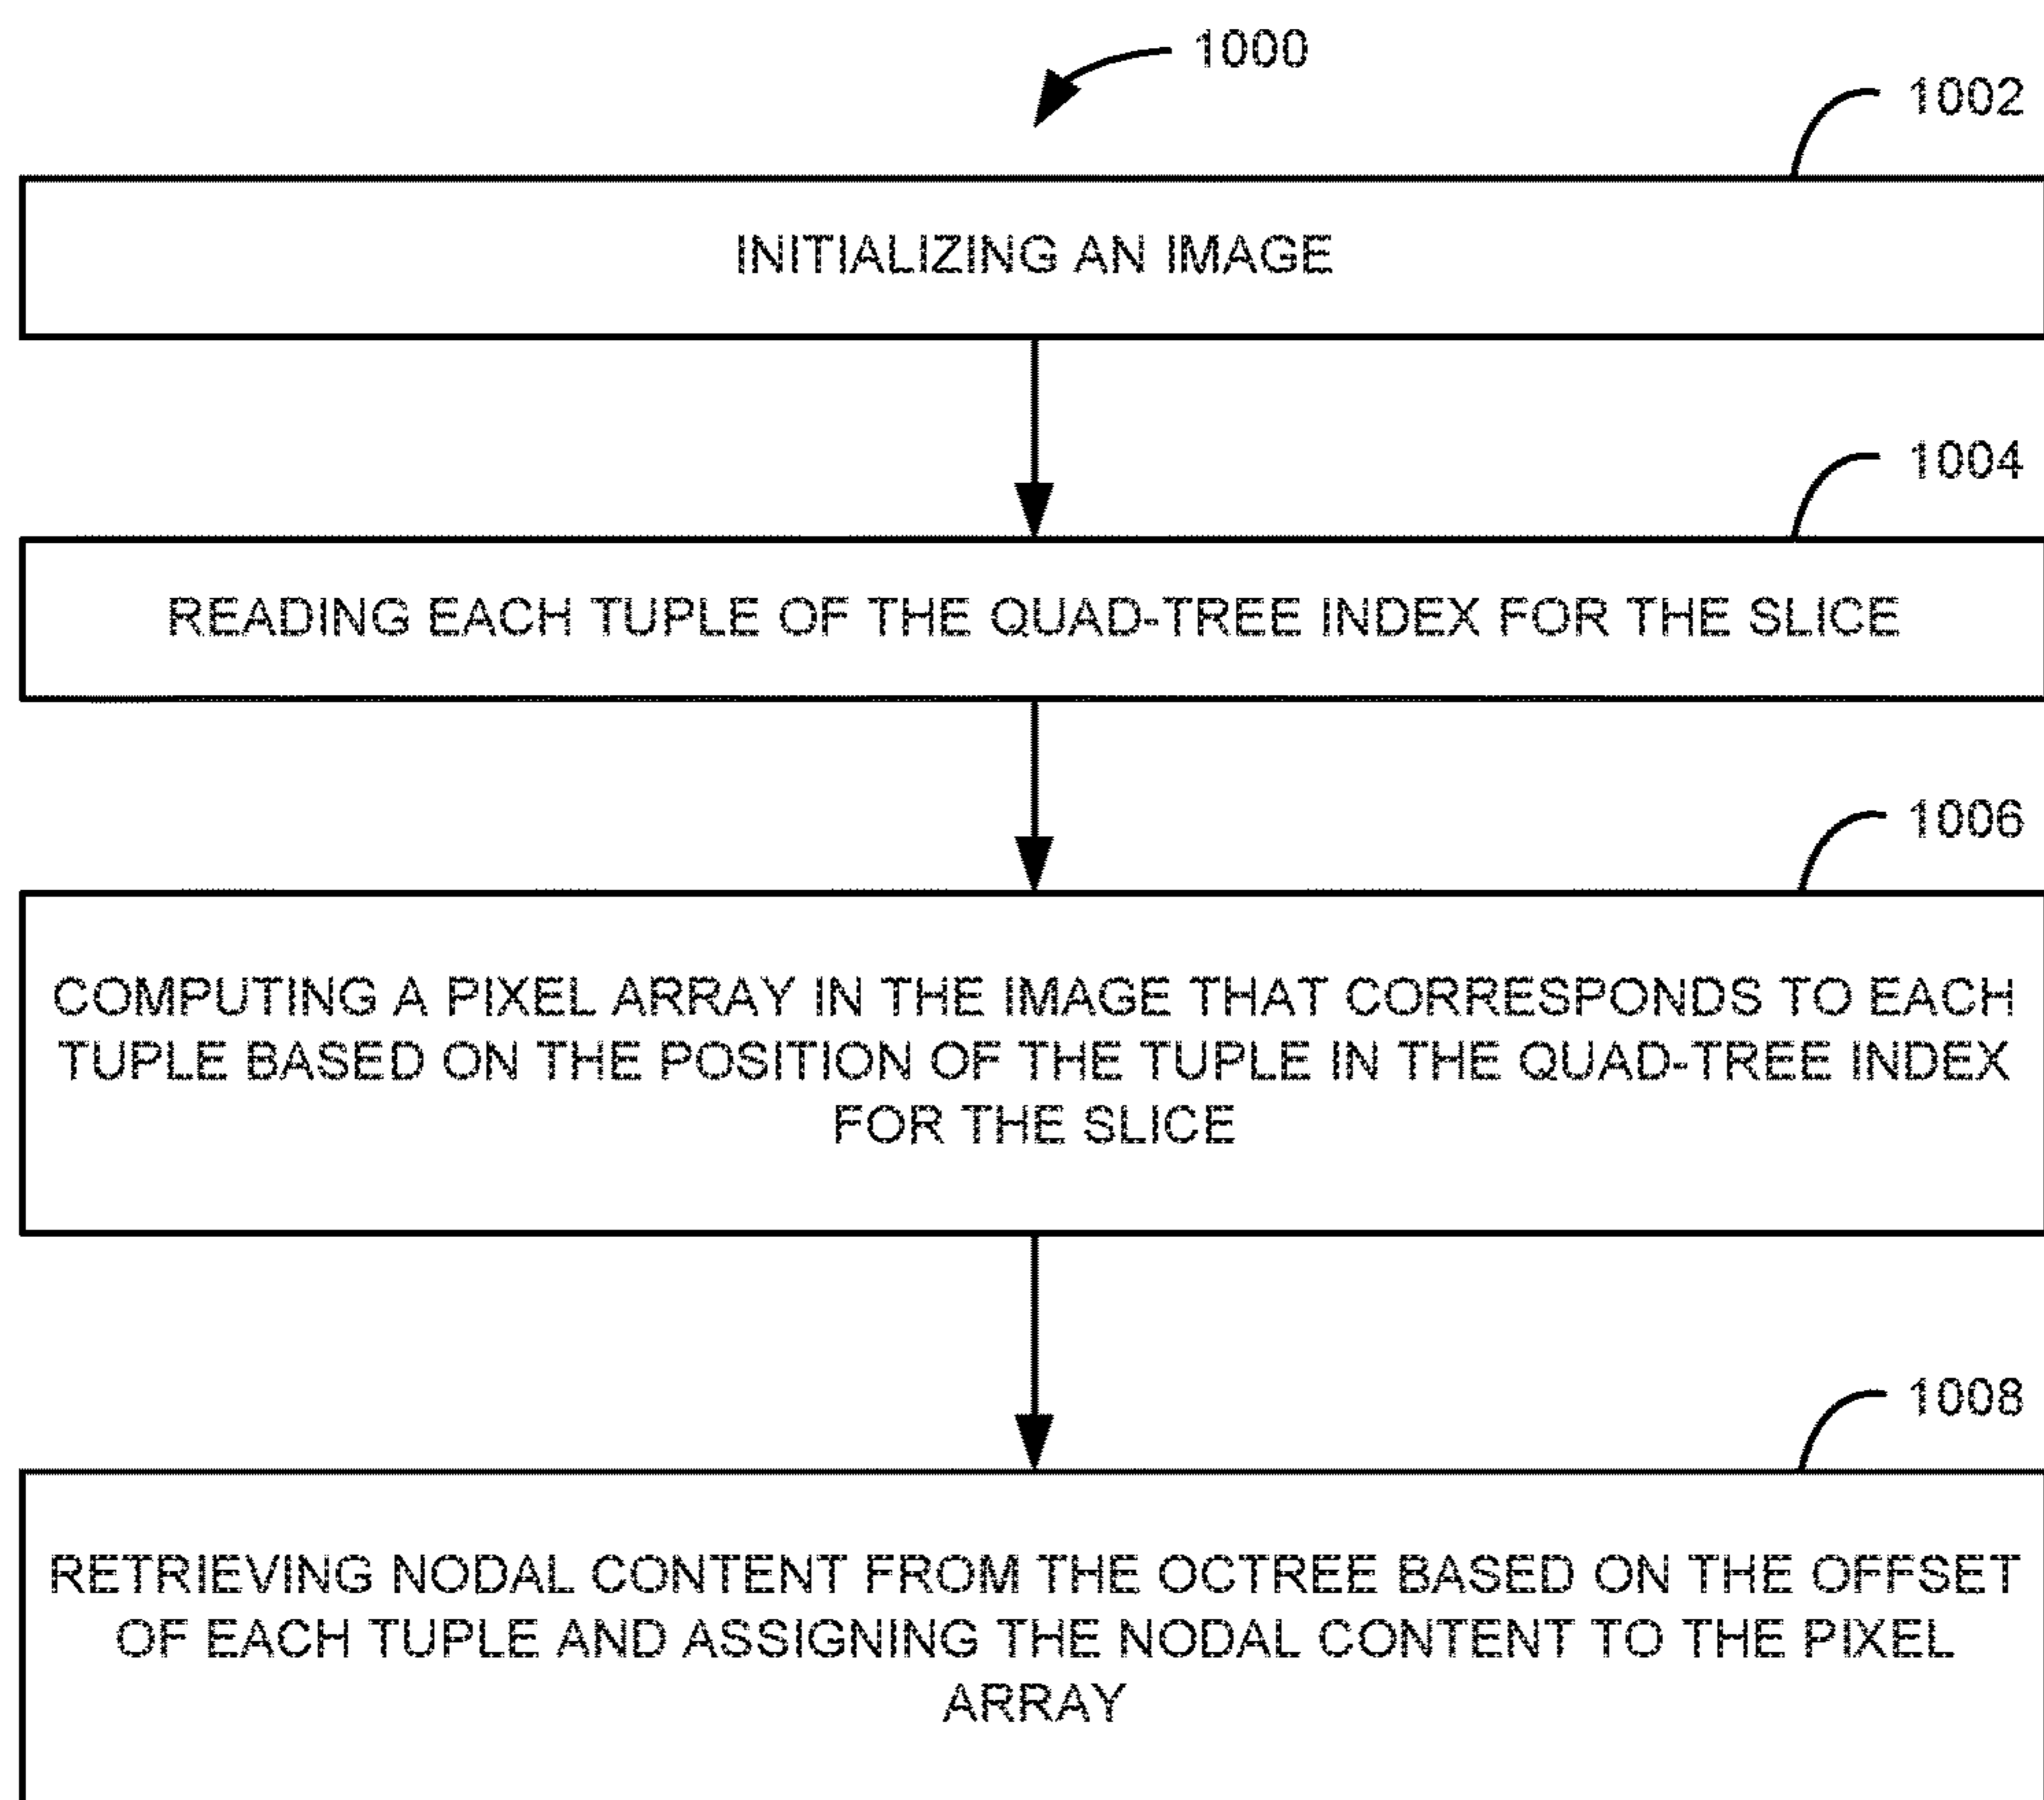 1000
1002
INITIALIZING AN IMAGE
1004
READING EACH TUPLE OF THE QUAD-TREE INDEX FOR THE SLICE
1006
COMPUTING A PIXEL ARRAY IN THE IMAGE THAT CORRESPONDS TO EACH
TUPLE BASED ON THE POSITION OF THE TUPLE IN THE QUAD-TREE INDEX
FOR THE SLICE
1008
RETRIEVING NODAL CONTENT FROM THE OCTREE BASED ON THE OFFSET
OF EACH TUPLE AND ASSIGNING THE NODAL CONTENT TO THE PIXEL
ARRAY